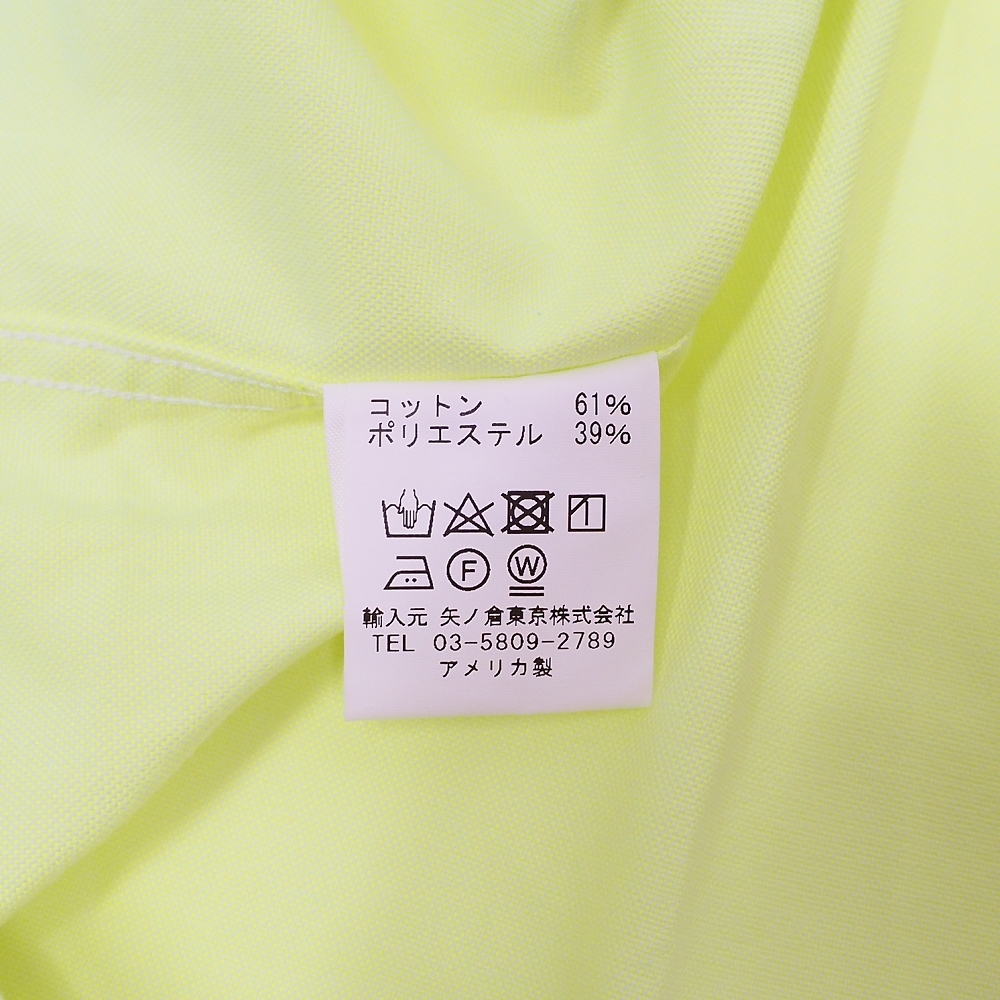 コットン 61%
ポリエステル 39%
F W
輸入元 矢ノ倉東京株式会社
TEL 03-5809-2789
アメリカ製